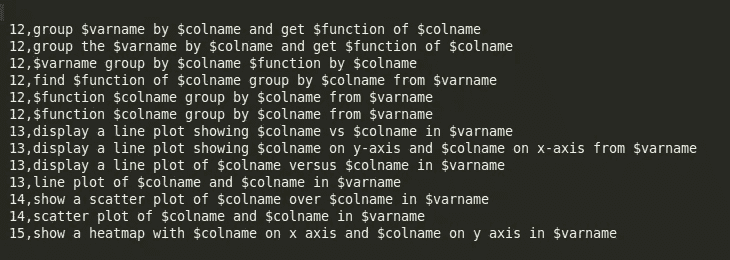 12,group $varname by $colname and get $function of $colname
12,group the $varname by $colname and get $function of $colname
12,$varname group by $colname $function by $colname
12,find $function of $colname group by $colname from $varname
12,$function $colname group by $colname from $varname
12,$function $colname group by $colname from $varname
13,display a line plot showing $colname vs $colname in $varname
13,display a line plot showing $colname on y-axis and $colname on x-axis from $varname
13,display a line plot of $colname versus $colname in $varname
13,line plot of $colname and $colname in $varname
14,show a scatter plot of $colname over $colname in $varname
14,scatter plot of $colname and $colname in $varname
15,show a heatmap with $colname on x axis and $colname on y axis in $varname